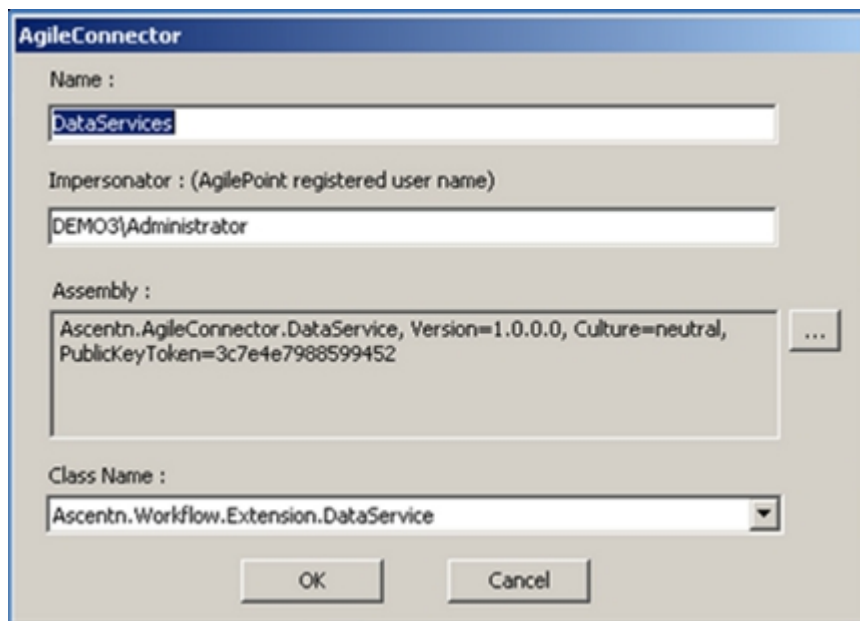 AgileConnector
Name :
DataServices
Impersonator : (AgilePoint registered user name)
DEMO3\Administrator
Assembly :
Ascentn.AgileConnector.DataService, Version=1.0.0.0, Culture=neutral,
PublicKeyToken=3c7e4e7988599452
...
Class Name :
Ascentn.Workflow.Extension.DataService
OK
Cancel